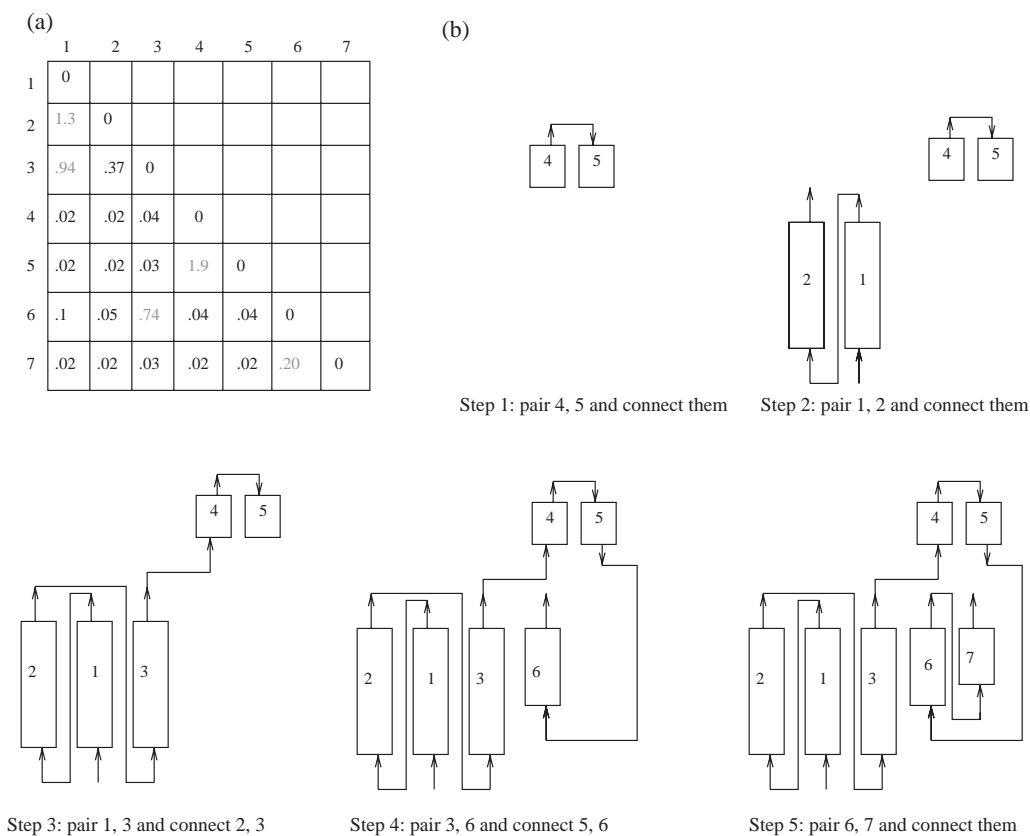 (a)
1 2 3 4 5 6 7
1 0
2 1.3 0
3 .94 .37 0
4 .02 .02 .04 0
5 .02 .02 .03 1.9 0
6 .1 .05 .74 .04 .04 0
7 .02 .02 .03 .02 .02 .20 0
(b)
4 5
Step 1: pair 4, 5 and connect them
4 5
2 1
Step 2: pair 1, 2 and connect them
4 5
2 1 3
Step 3: pair 1, 3 and connect 2, 3
4 5
2 1 3 6
Step 4: pair 3, 6 and connect 5, 6
4 5
2 1 3 6 7
Step 5: pair 6, 7 and connect them